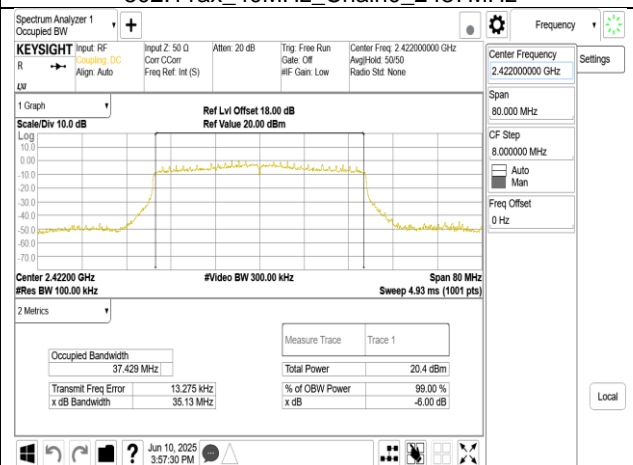 Spectrum Analyzer 1
Occupied BW
Frequency
KEYSIGHT
R
LXI
Input: RF
Coupling: DC
Align: Auto
Input Z: 50 Ω
Corr CCorr
Freq Ref: Int (S)
Atten: 20 dB
Trig: Free Run
Gate: Off
#IF Gain: Low
Center Freq: 2.422000000 GHz
Avg|Hold: 50/50
Radio Std: None
Center Frequency
2.422000000 GHz
Settings
Span
80.000 MHz
CF Step
8.000000 MHz
Auto
Man
Freq Offset
0 Hz
Local
1 Graph
Scale/Div 10.0 dB
Ref Lvl Offset 18.00 dB
Ref Value 20.00 dBm
Log
10.0
0.00
-10.0
-20.0
-30.0
-40.0
-50.0
-60.0
-70.0
Center 2.42200 GHz
#Video BW 300.00 kHz
Span 80 MHz
#Res BW 100.00 kHz
Sweep 4.93 ms (1001 pts)
2 Metrics
Measure Trace
Trace 1
Occupied Bandwidth
37.429 MHz
Total Power
20.4 dBm
Transmit Freq Error
13.275 kHz
% of OBW Power
99.00 %
x dB Bandwidth
35.13 MHz
x dB
-6.00 dB
Jun 10, 2025
3:57:30 PM